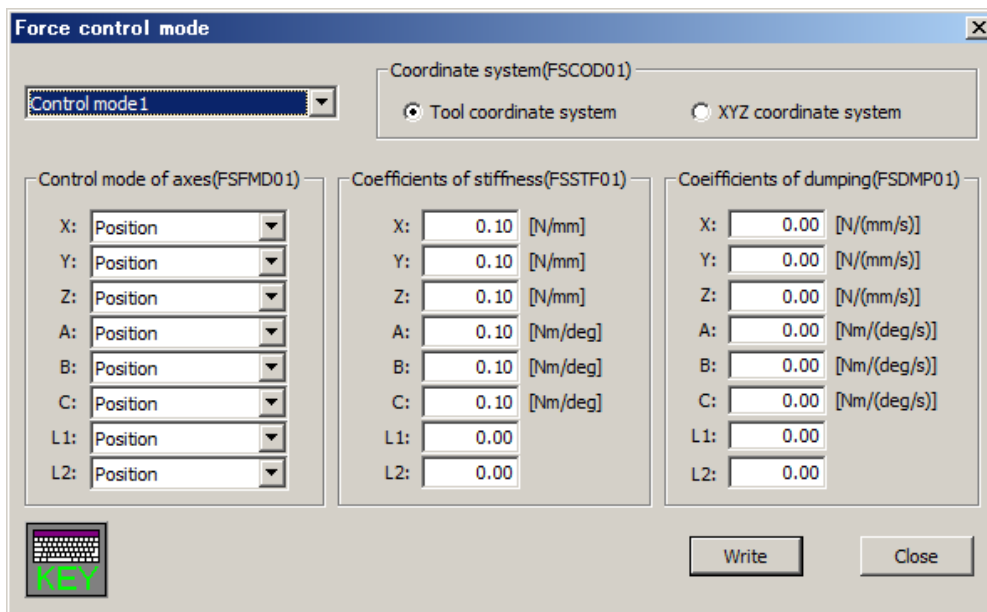 Force control mode
Control mode1
Coordinate system(FSCOD01)
Tool coordinate system
XYZ coordinate system
Control mode of axes(FSFMD01)
X: Position
Y: Position
Z: Position
A: Position
B: Position
C: Position
L1: Position
L2: Position
Coefficients of stiffness(FSSTF01)
X: 0.10 [N/mm]
Y: 0.10 [N/mm]
Z: 0.10 [N/mm]
A: 0.10 [Nm/deg]
B: 0.10 [Nm/deg]
C: 0.10 [Nm/deg]
L1: 0.00
L2: 0.00
Coeifficients of dumping(FSDMP01)
X: 0.00 [N/(mm/s)]
Y: 0.00 [N/(mm/s)]
Z: 0.00 [N/(mm/s)]
A: 0.00 [Nm/(deg/s)]
B: 0.00 [Nm/(deg/s)]
C: 0.00 [Nm/(deg/s)]
L1: 0.00
L2: 0.00
KEY
Write
Close